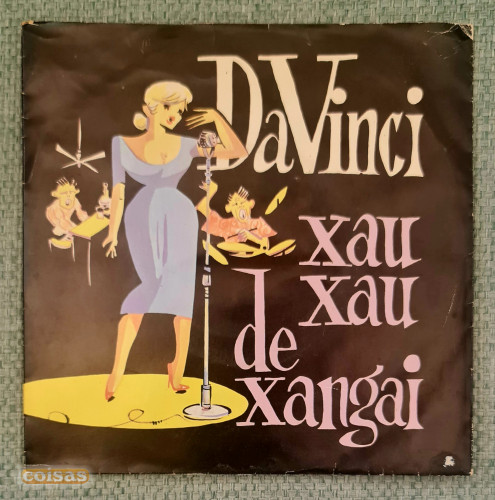 DaVinci
xau
xau
de
xangai
coisas